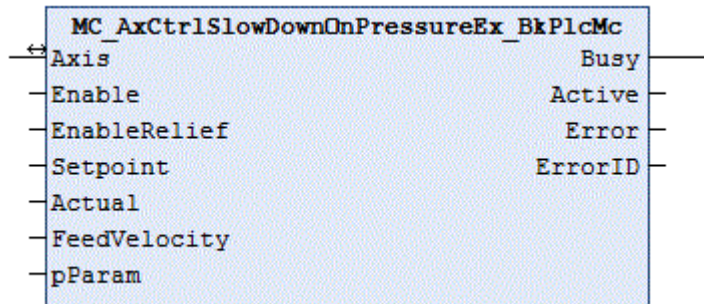 MC_AxCtrlSlowDownOnPressureEx_BkPlcMc
Axis Busy
Enable Active
EnableRelief Error
Setpoint ErrorID
Actual
FeedVelocity
pParam